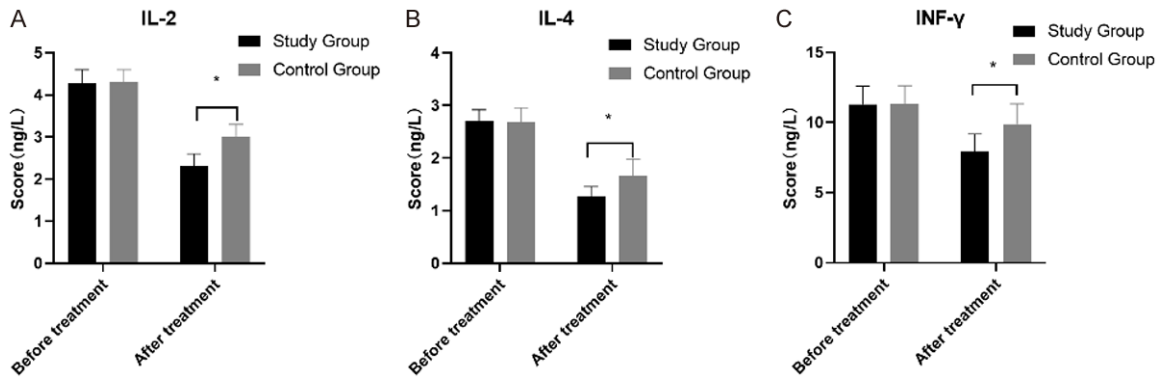 A
IL-2
Study Group
Control Group
Score(ng/L)
5
4
3
2
1
0
*
Before treatment
After treatment
B
IL-4
Study Group
Control Group
Score(ng/L)
4
3
2
1
0
*
Before treatment
After treatment
C
INF-γ
Study Group
Control Group
Score(ng/L)
15
10
5
0
*
Before treatment
After treatment